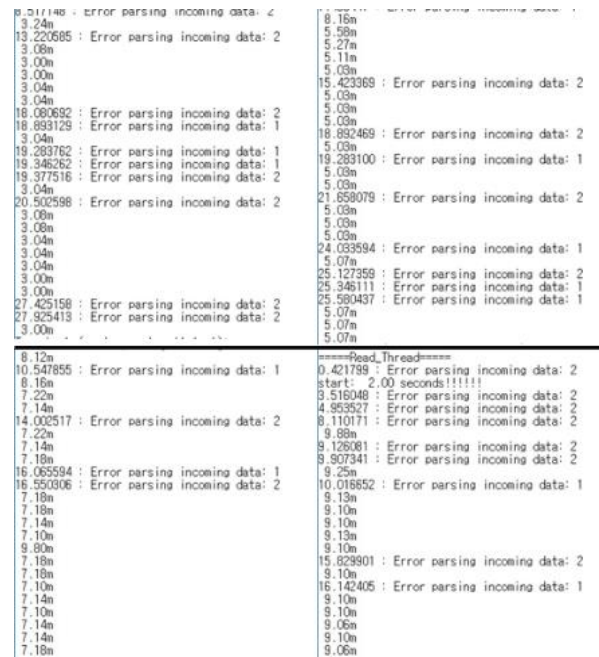 8.517148 : Error parsing incoming data: 2
3.24m
13.220585 : Error parsing incoming data: 2
3.08m
3.00m
3.00m
3.04m
3.04m
18.080692 : Error parsing incoming data: 2
18.893129 : Error parsing incoming data: 1
3.04m
19.283762 : Error parsing incoming data: 1
19.346262 : Error parsing incoming data: 1
19.377516 : Error parsing incoming data: 2
3.04m
20.502598 : Error parsing incoming data: 2
3.08m
3.08m
3.04m
3.04m
3.04m
3.00m
3.00m
27.425158 : Error parsing incoming data: 2
27.925413 : Error parsing incoming data: 2
3.00m
8.16m
5.58m
5.27m
5.11m
5.03m
15.423369 : Error parsing incoming data: 2
5.03m
5.03m
5.03m
18.892469 : Error parsing incoming data: 2
5.03m
19.283100 : Error parsing incoming data: 1
5.03m
5.03m
21.658079 : Error parsing incoming data: 2
5.03m
5.03m
5.03m
24.033594 : Error parsing incoming data: 1
5.07m
25.127359 : Error parsing incoming data: 2
25.346111 : Error parsing incoming data: 1
25.580437 : Error parsing incoming data: 1
5.07m
5.07m
5.07m
8.12m
10.547855 : Error parsing incoming data: 1
8.16m
7.22m
7.14m
14.002517 : Error parsing incoming data: 2
7.22m
7.14m
7.18m
16.065594 : Error parsing incoming data: 1
16.550306 : Error parsing incoming data: 2
7.18m
7.18m
7.14m
7.10m
9.80m
7.18m
7.18m
7.10m
7.14m
7.10m
7.14m
7.14m
7.18m
=====Read_Thread=====
0.421799 : Error parsing incoming data: 2
start: 2.00 seconds!!!!!!
3.516048 : Error parsing incoming data: 2
4.953527 : Error parsing incoming data: 2
8.110171 : Error parsing incoming data: 2
9.88m
9.126081 : Error parsing incoming data: 2
9.907341 : Error parsing incoming data: 2
9.25m
10.016652 : Error parsing incoming data: 1
9.13m
9.10m
9.10m
9.13m
9.10m
15.829901 : Error parsing incoming data: 2
9.10m
16.142405 : Error parsing incoming data: 1
9.10m
9.10m
9.06m
9.10m
9.06m